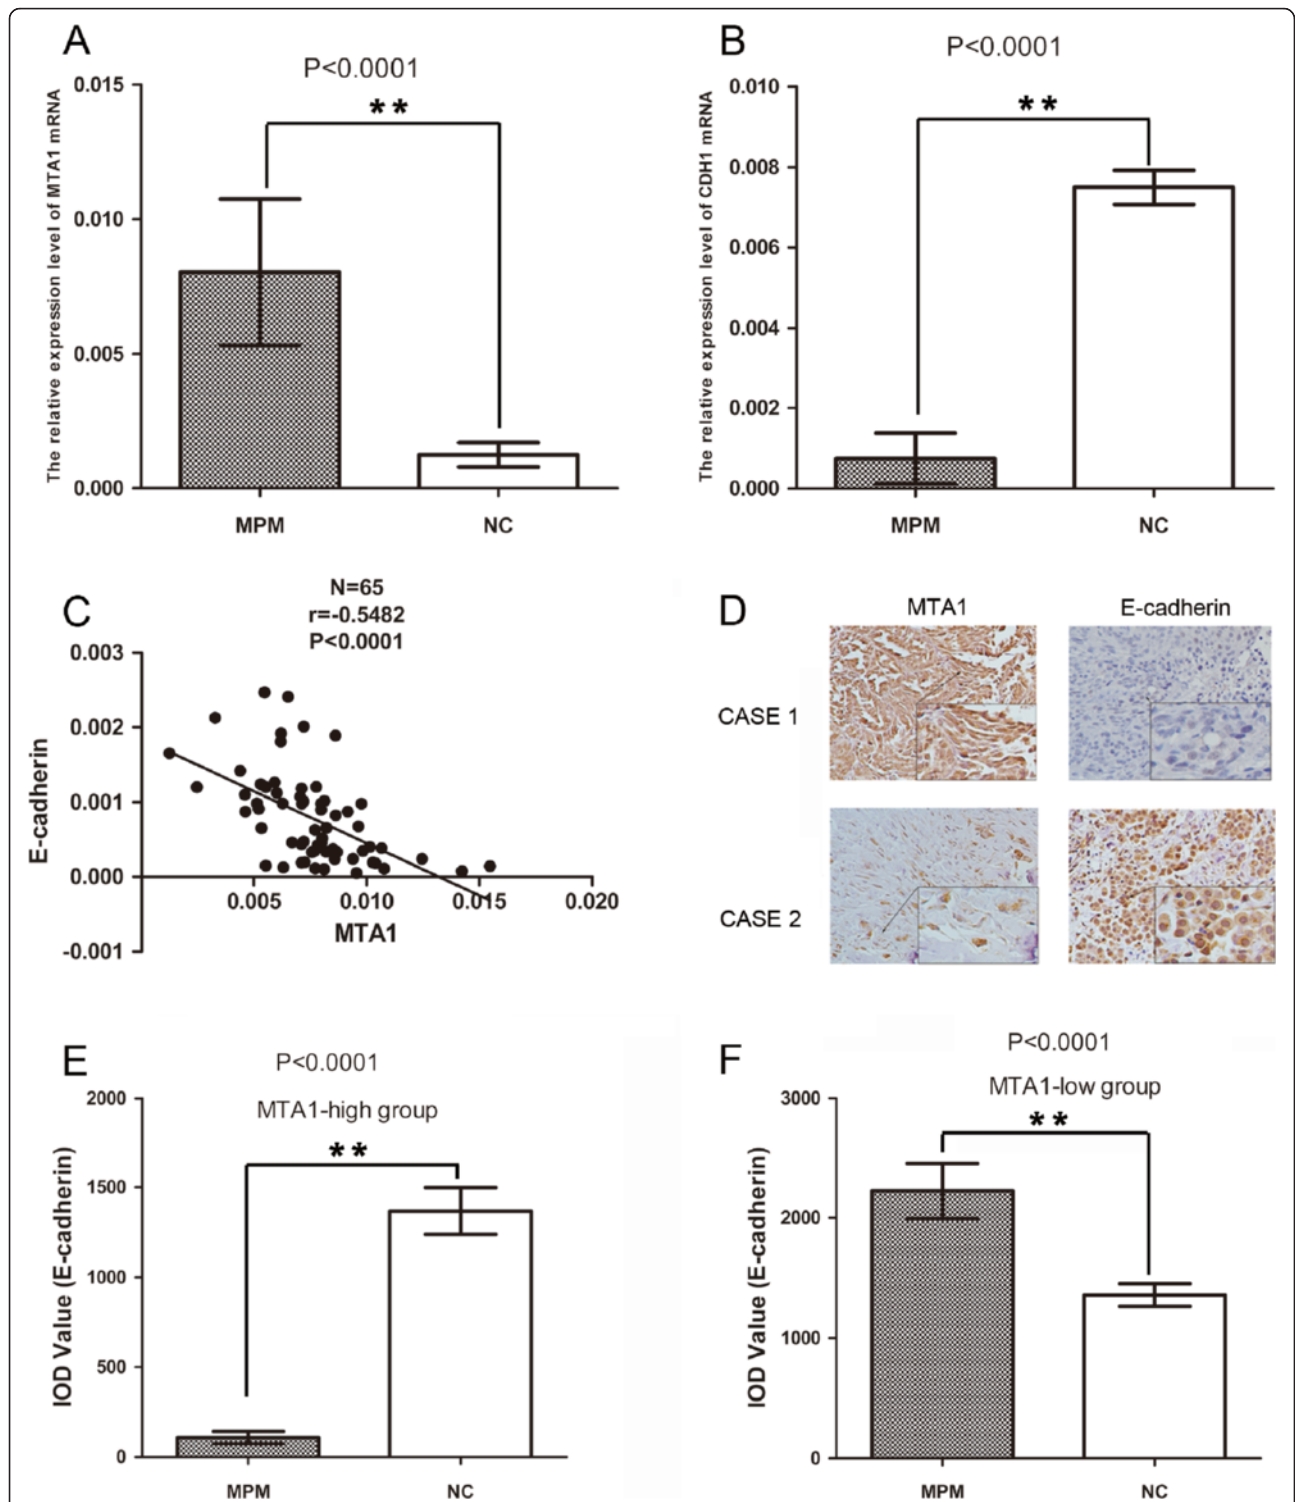 A
P<0.0001
**
The relative expression level of MTA1 mRNA
0.015
0.010
0.005
0.000
MPM NC
B
P<0.0001
**
The relative expression level of CDH1 mRNA
0.010
0.008
0.006
0.004
0.002
0.000
MPM NC
C
N=65
r=-0.5482
P<0.0001
E-cadherin
0.003
0.002
0.001
0.000
-0.001
0.005 0.010 0.015 0.020
MTA1
D
MTA1 E-cadherin
CASE 1
CASE 2
E
P<0.0001
MTA1-high group
**
IOD Value (E-cadherin)
2000
1500
1000
500
0
MPM NC
F
P<0.0001
MTA1-low group
**
IOD Value (E-cadherin)
3000
2000
1000
0
MPM NC